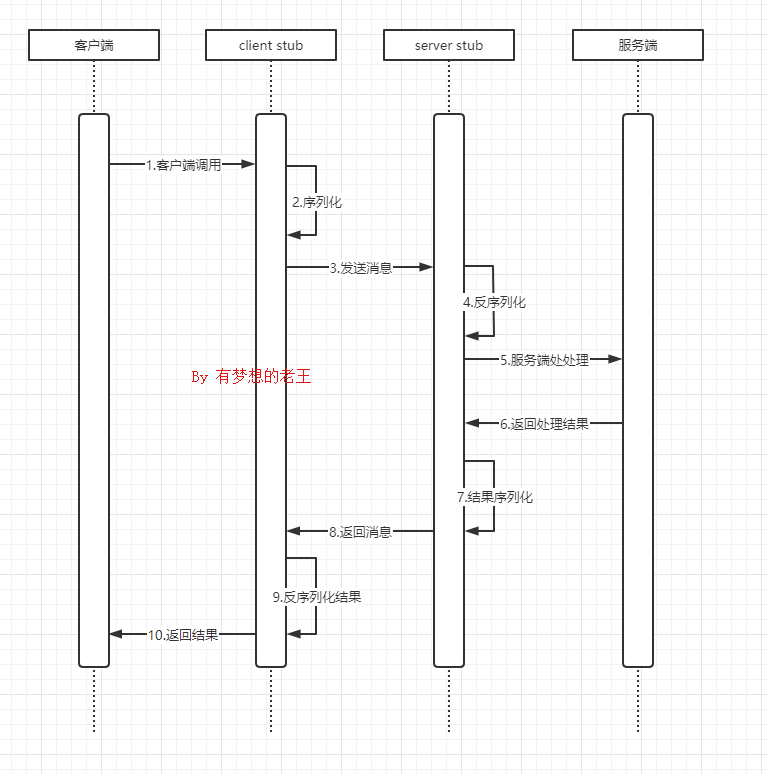 客户端
client stub
server stub
服务端
1.客户端调用
2.序列化
3.发送消息
4.反序列化
5.服务端处处理
By 有梦想的老王
6.返回处理结果
7.结果序列化
8.返回消息
9.反序列化结果
10.返回结果